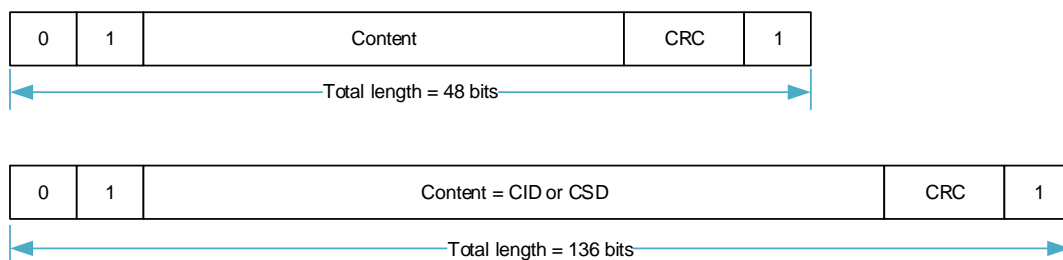 0 1 Content CRC 1
Total length = 48 bits
0 1 Content = CID or CSD CRC 1
Total length = 136 bits